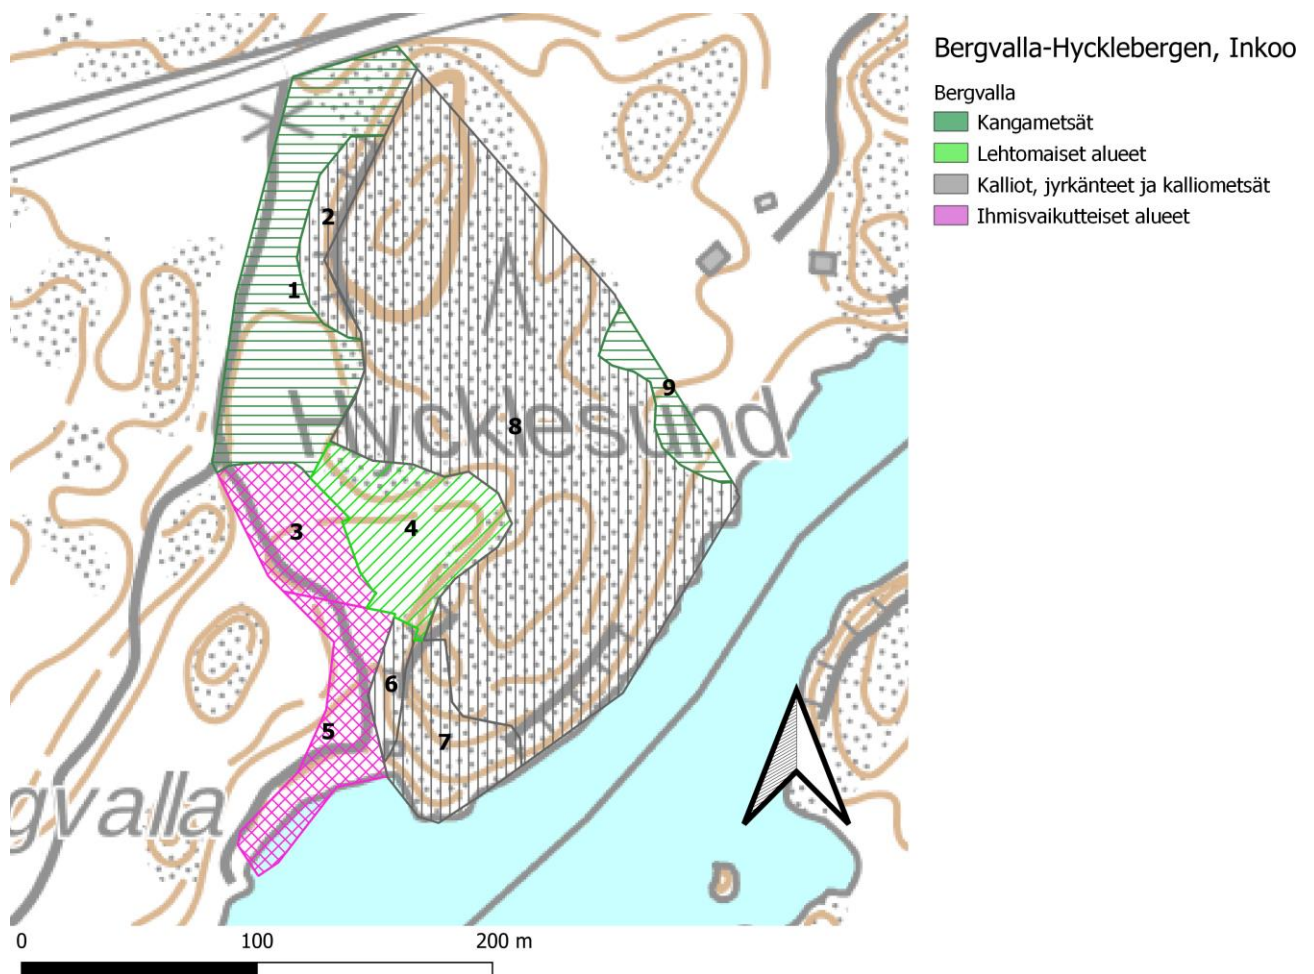 Bergvalla-Hycklebergen, Inkoo
Bergvalla
Kangametsät
Lehtomaiset alueet
Kalliot, jyrkänteet ja kalliometsät
Ihmisvaikutteiset alueet
2
1
9
Hycklesund
8
3
4
6
5
7
gvalla
0 100 200 m